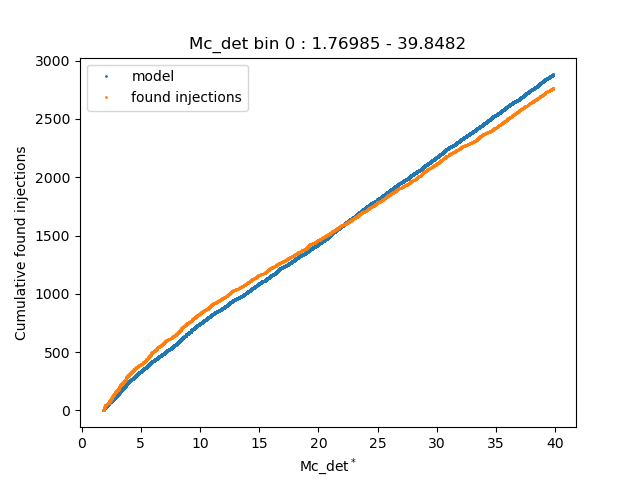 Mc_det bin 0 : 1.76985 - 39.8482
model
found injections
3000
2500
2000
1500
1000
500
0
Cumulative found injections
0 5 10 15 20 25 30 35 40
Mc_det*